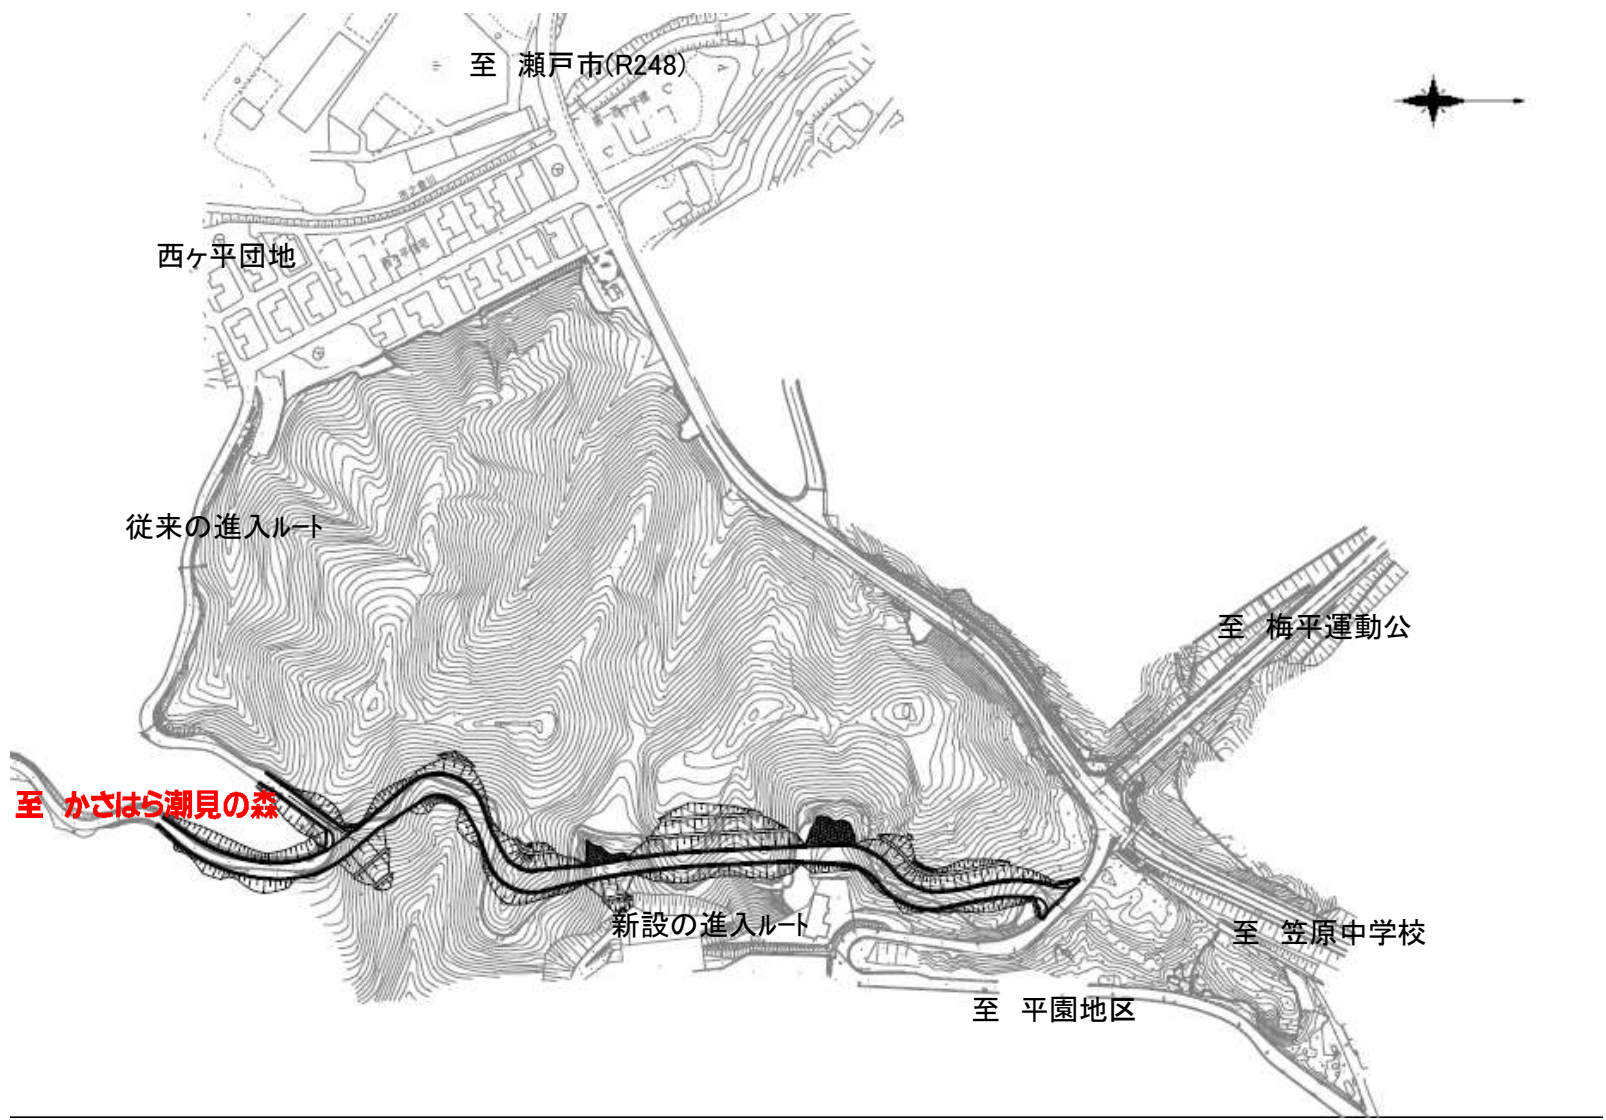 至　瀬戸市(R248)
西ヶ平団地
従来の進入ﾙｰﾄ
至　梅平運動公
至　かさはら潮見の森
新設の進入ﾙｰﾄ
至　笠原中学校
至　平園地区